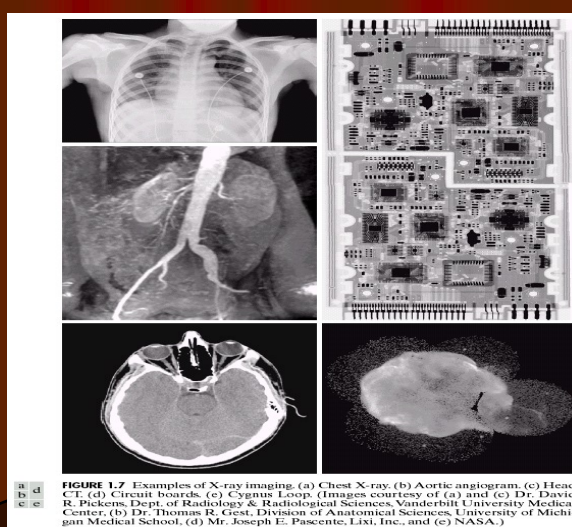 a
b d
c e
FIGURE 1.7 Examples of X-ray imaging. (a) Chest X-ray. (b) Aortic angiogram. (c) Head
CT. (d) Circuit boards. (e) Cygnus Loop. (Images courtesy of (a) and (c) Dr. David
R. Pickens, Dept. of Radiology & Radiological Sciences, Vanderbilt University Medical
Center, (b) Dr. Thomas R. Gest, Division of Anatomical Sciences, University of Michi-
gan Medical School, (d) Mr. Joseph E. Pascente, Lixi, Inc., and (e) NASA.)